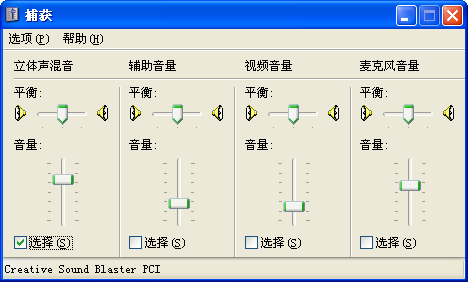 捕获
选项(P) 帮助(H)
立体声混音 辅助音量 视频音量 麦克风音量
平衡: 平衡: 平衡: 平衡:
音量: 音量: 音量: 音量:
选择(S) 选择(S) 选择(S) 选择(S)
Creative Sound Blaster PCI